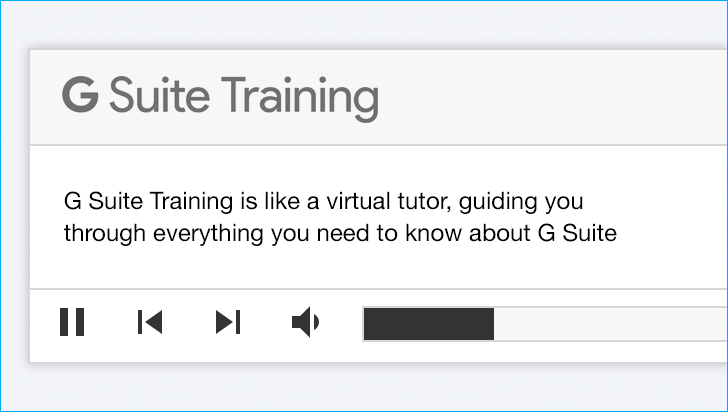 G Suite Training
G Suite Training is like a virtual tutor, guiding you
through everything you need to know about G Suite